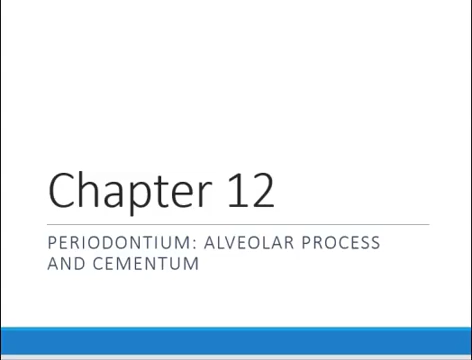 Chapter 12
PERIODONTIUM: ALVEOLAR PROCESS
AND CEMENTUM